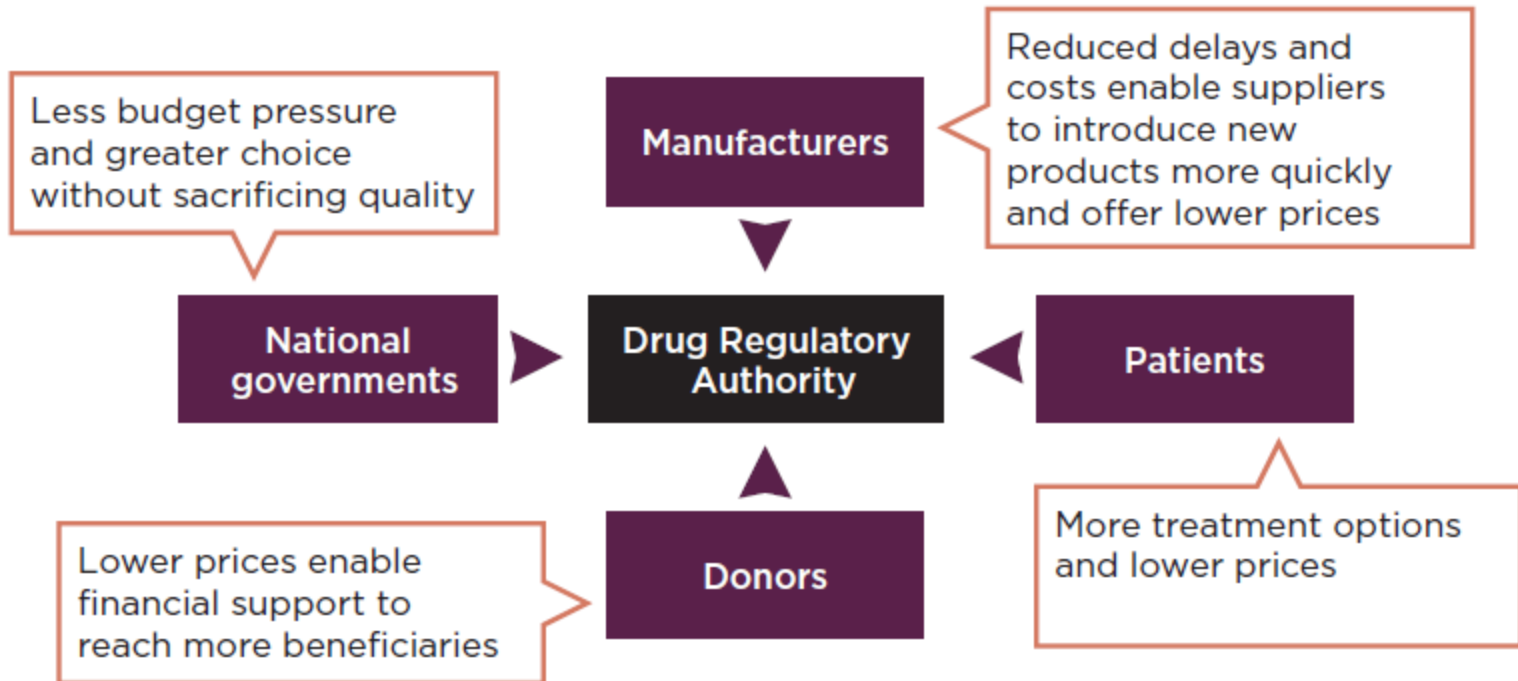 Less budget pressure
and greater choice
without sacrificing quality
Manufacturers
Reduced delays and
costs enable suppliers
to introduce new
products more quickly
and offer lower prices
National
governments
Drug Regulatory
Authority
Patients
Lower prices enable
financial support to
reach more beneficiaries
Donors
More treatment options
and lower prices